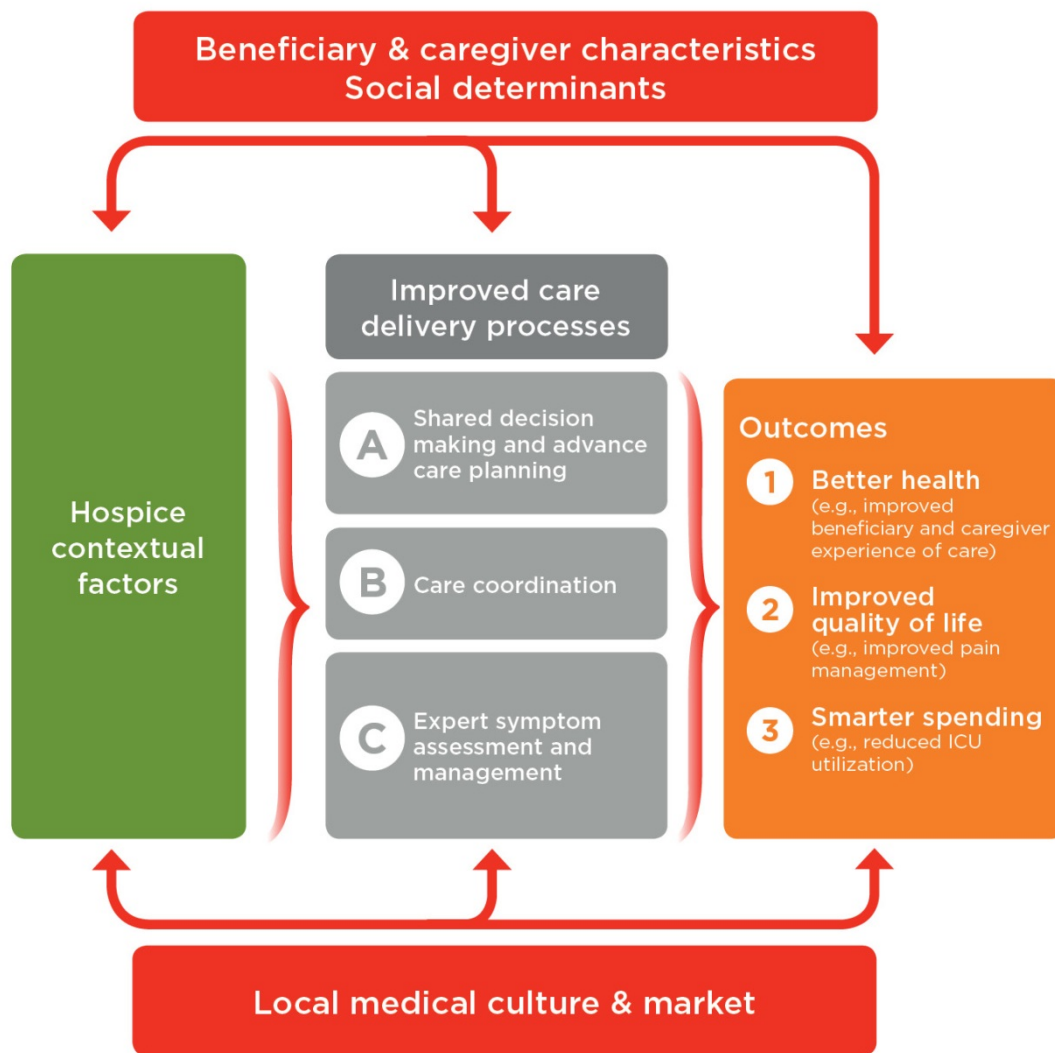 Beneficiary & caregiver characteristics
Social determinants
Hospice
contextual
factors
Improved care
delivery processes
A
Shared decision
making and advance
care planning
B
Care coordination
C
Expert symptom
assessment and
management
Outcomes
1
Better health
(e.g., improved
beneficiary and caregiver
experience of care)
2
Improved
quality of life
(e.g., improved pain
management)
3
Smarter spending
(e.g., reduced ICU
utilization)
Local medical culture & market